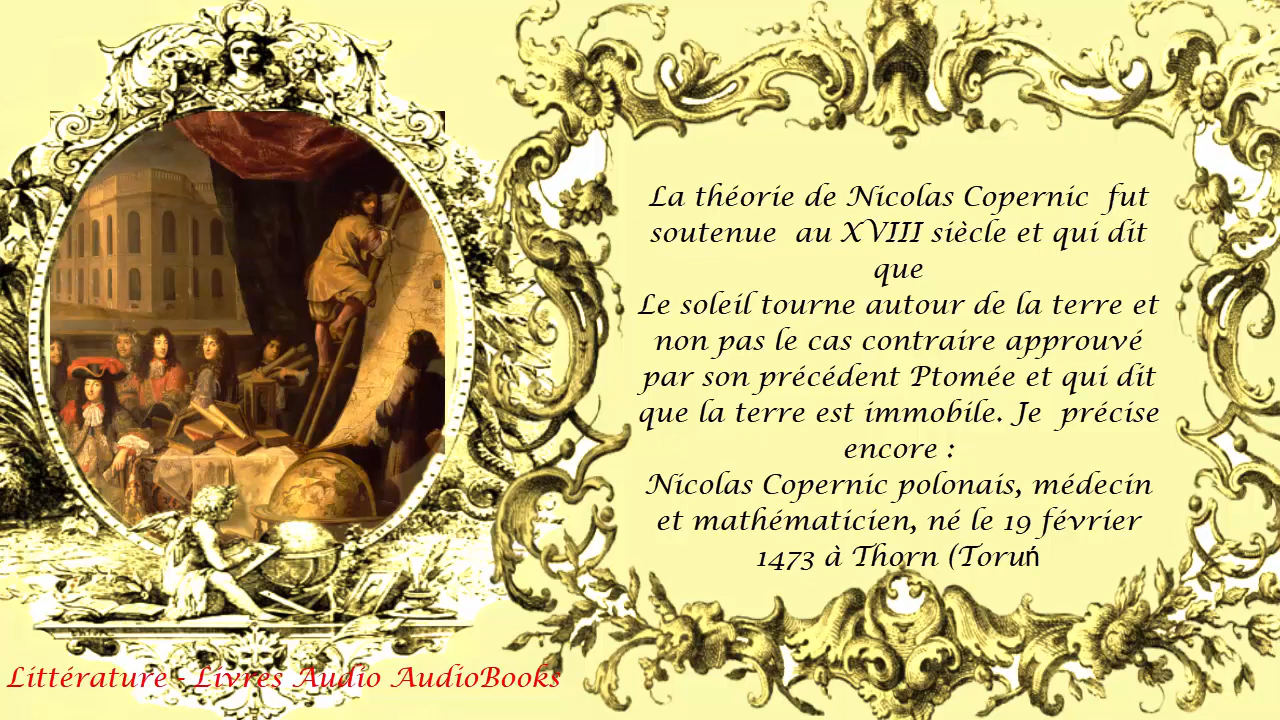 La théorie de Nicolas Copernic fut
soutenue au XVIII siècle et qui dit
que
Le soleil tourne autour de la terre et
non pas le cas contraire approuvé
par son précédent Ptomée et qui dit
que la terre est immobile. Je précise
encore :
Nicolas Copernic polonais, médecin
et mathématicien, né le 19 février
1473 à Thorn (Toruń
Littérature - Livres Audio AudioBooks